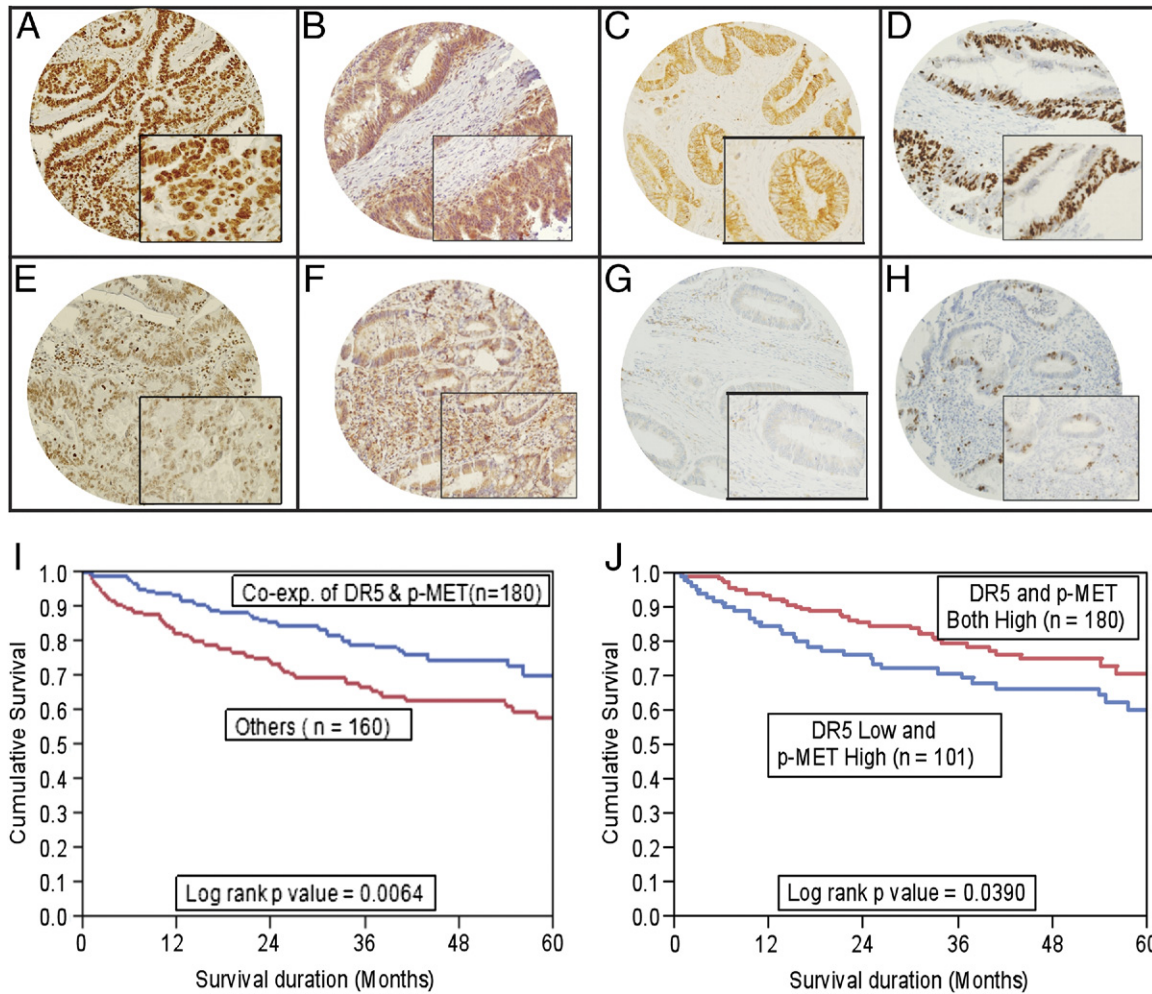 A
B
C
D
E
F
G
H
I
Co-exp. of DR5 & p-MET(n=180)
Others ( n = 160)
Log rank p value = 0.0064
Cumulative Survival
1.0
0.9
0.8
0.7
0.6
0.5
0.4
0.3
0.2
0.1
0.0
0
12
24
36
48
60
Survival duration (Months)
J
DR5 and p-MET
Both High (n = 180)
DR5 Low and
p-MET High (n = 101)
Log rank p value = 0.0390
Cumulative Survival
1.0
0.9
0.8
0.7
0.6
0.5
0.4
0.3
0.2
0.1
0.0
0
12
24
36
48
60
Survival duration (Months)